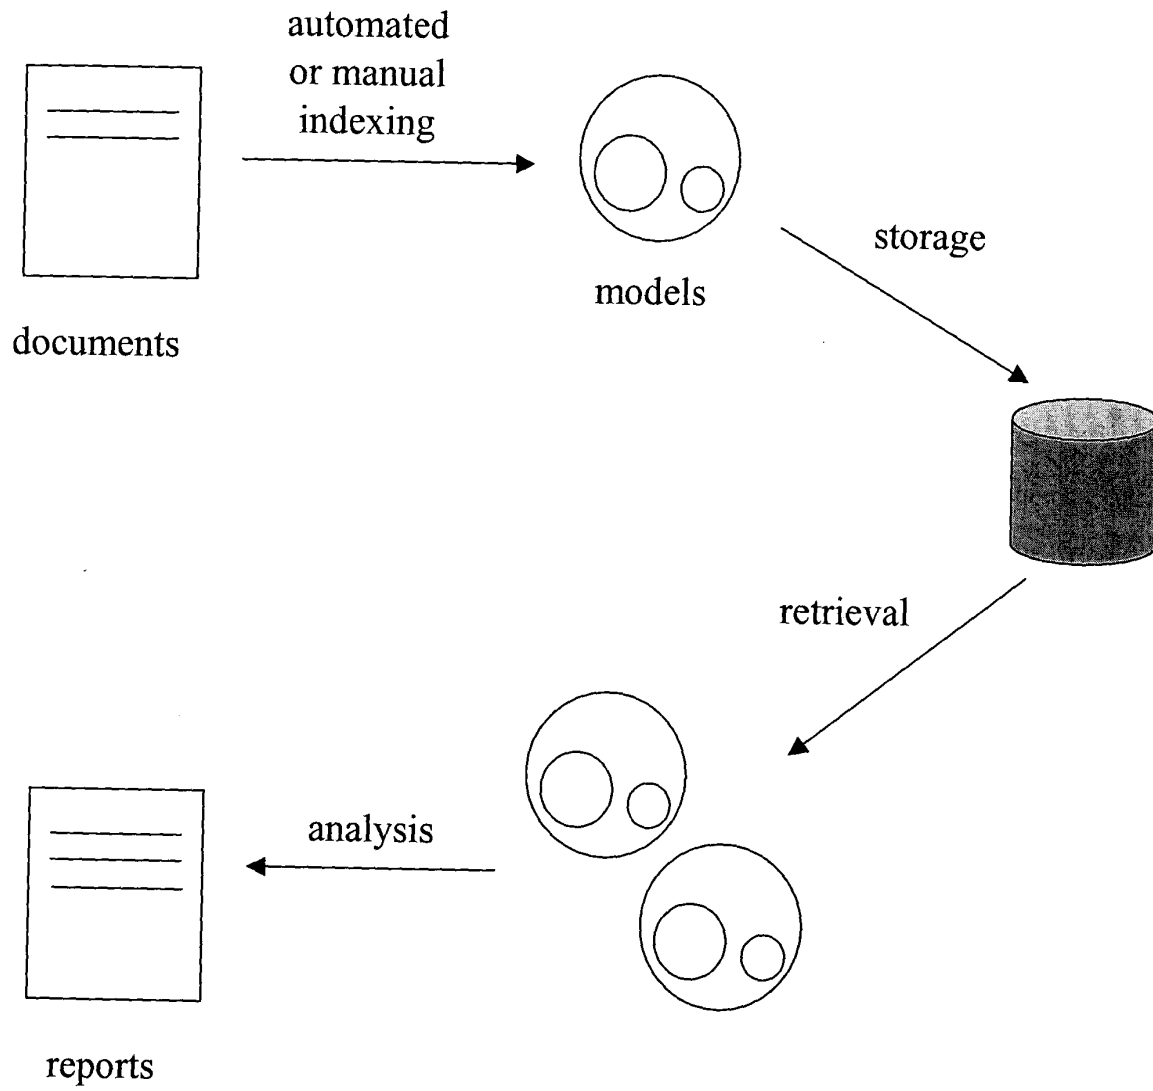 automated
or manual
indexing
storage
models
documents
retrieval
analysis
reports